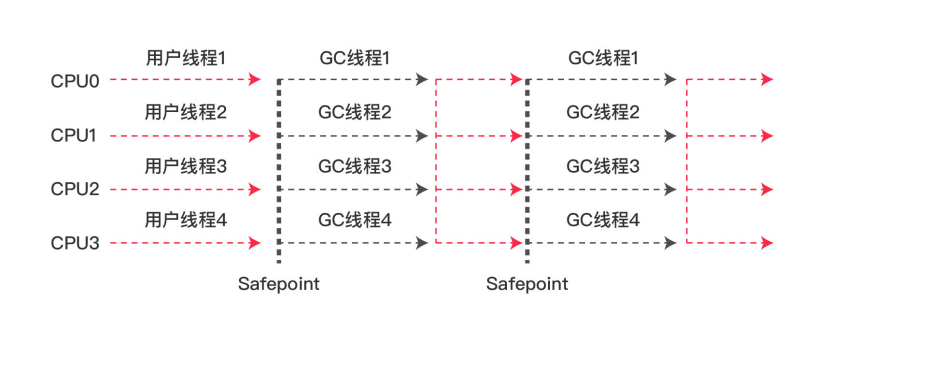 用户线程1 GC线程1 GC线程1
CPU0
用户线程2 GC线程2 GC线程2
CPU1
用户线程3 GC线程3 GC线程3
CPU2
用户线程4 GC线程4 GC线程4
CPU3
Safepoint Safepoint